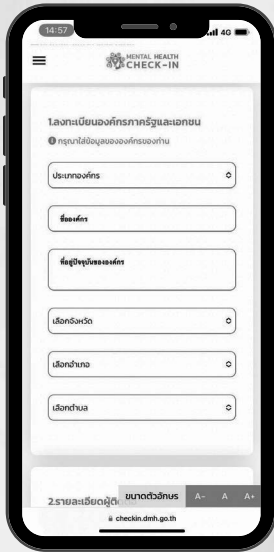 14:57
4G
MENTAL HEALTH
CHECK-IN
1.ลงทะเบียนองค์กรภาครัฐและเอกชน
กรุณาใส่ข้อมูลขององค์กรของท่าน
ประเภทองค์กร
ชื่อองค์กร
ที่อยู่ปัจจุบันขององค์กร
เลือกจังหวัด
เลือกอำเภอ
เลือกตำบล
2.รายละเอียดผู้ติด
ขนาดตัวอักษร A- A A+
checkin.dmh.go.th